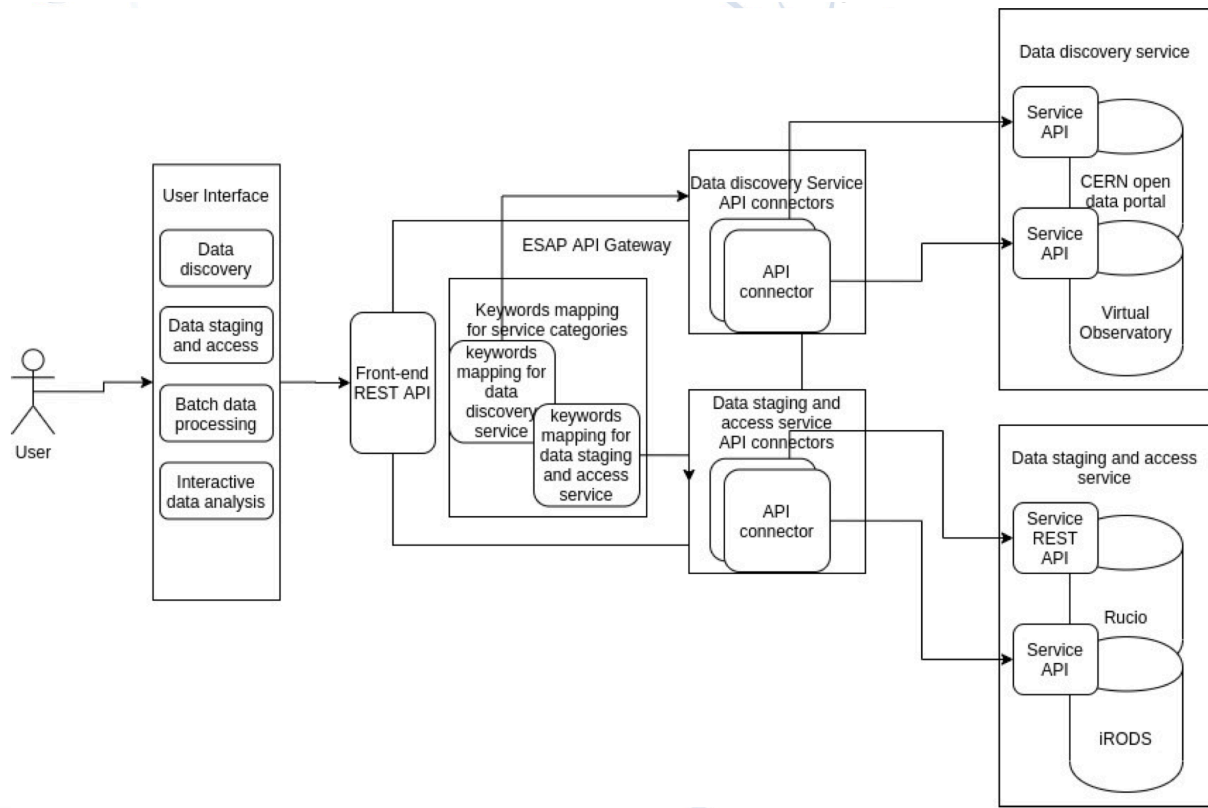 User
User Interface
Data
discovery
Data staging
and access
Batch data
processing
Interactive
data analysis
Front-end
REST API
ESAP API Gateway
Keywords mapping
for service categories
keywords
mapping for
data
discovery
service
keywords
mapping for
data staging
and access
service
Data discovery Service
API connectors
API
connector
Data staging and
access service
API connectors
API
connector
Data discovery service
Service
API
CERN open
data portal
Service
API
Virtual
Observatory
Data staging and access
service
Service
REST
API
Rucio
Service
API
iRODS